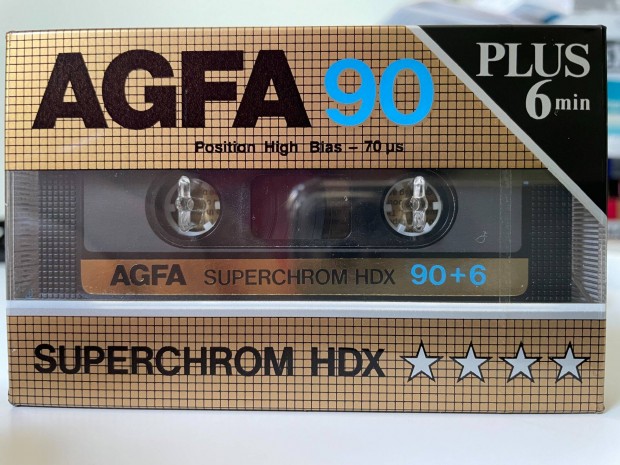 AGFA 90
PLUS
6 min
Position High Bias – 70 µs
AGFA SUPERCHROM HDX 90+6
SUPERCHROM HDX